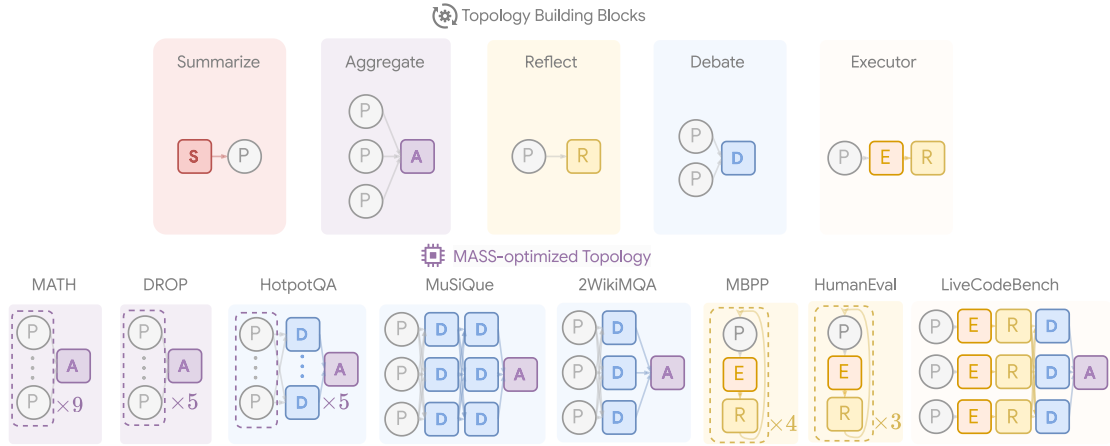 Topology Building Blocks
Summarize Aggregate Reflect Debate Executor
S P
P P P A
P R
P P D
P E R
MASS-optimized Topology
MATH DROP HotpotQA MuSiQue 2WikiMQA MBPP HumanEval LiveCodeBench
P P A ×9
P P A ×5
P D P D A ×5
P D D
P D D A
P D D
P D
P D A
P D
P E R ×4
P E R ×3
P E R D
P E R D A
P E R D